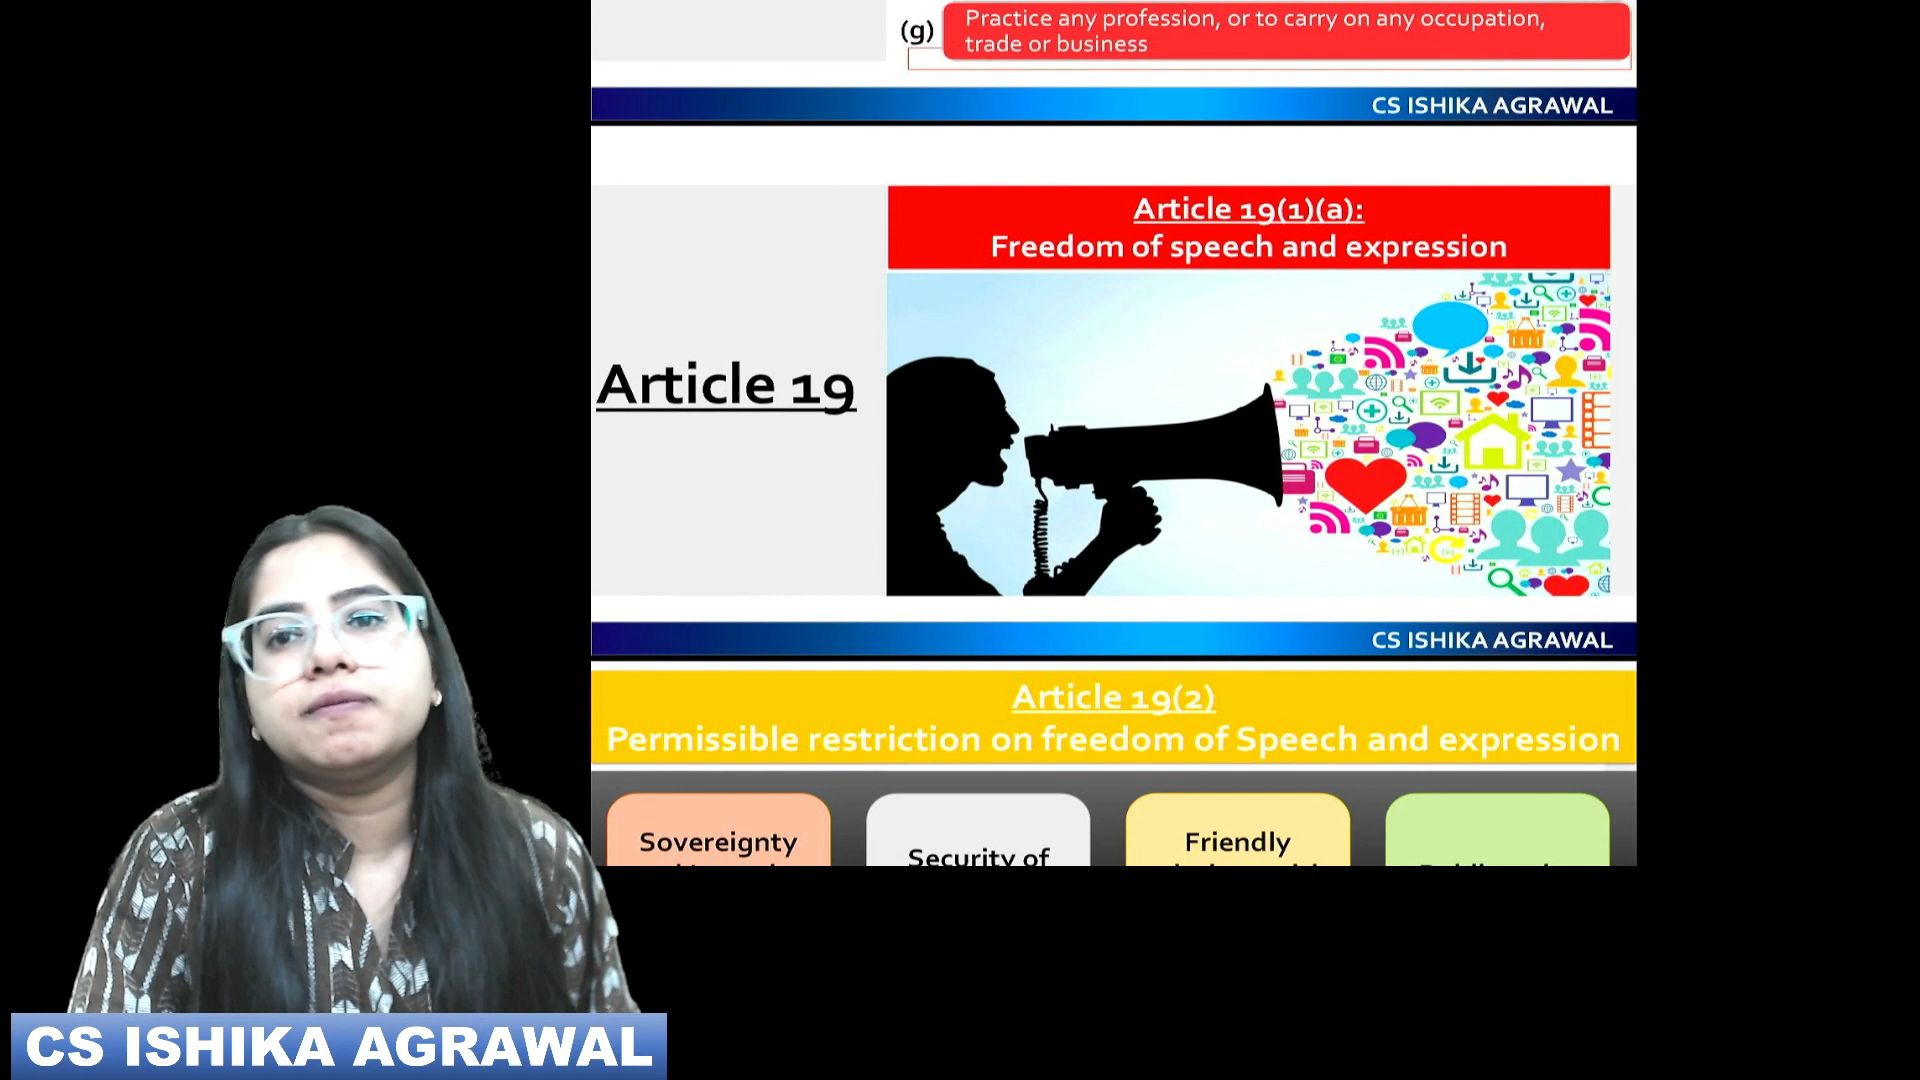 (g)
Practice any profession, or to carry on any occupation,
trade or business
CS ISHIKA AGRAWAL
Article 19(1)(a):
Freedom of speech and expression
Article 19
CS ISHIKA AGRAWAL
Article 19(2)
Permissible restriction on freedom of Speech and expression
Sovereignty
Security of
Friendly
CS ISHIKA AGRAWAL